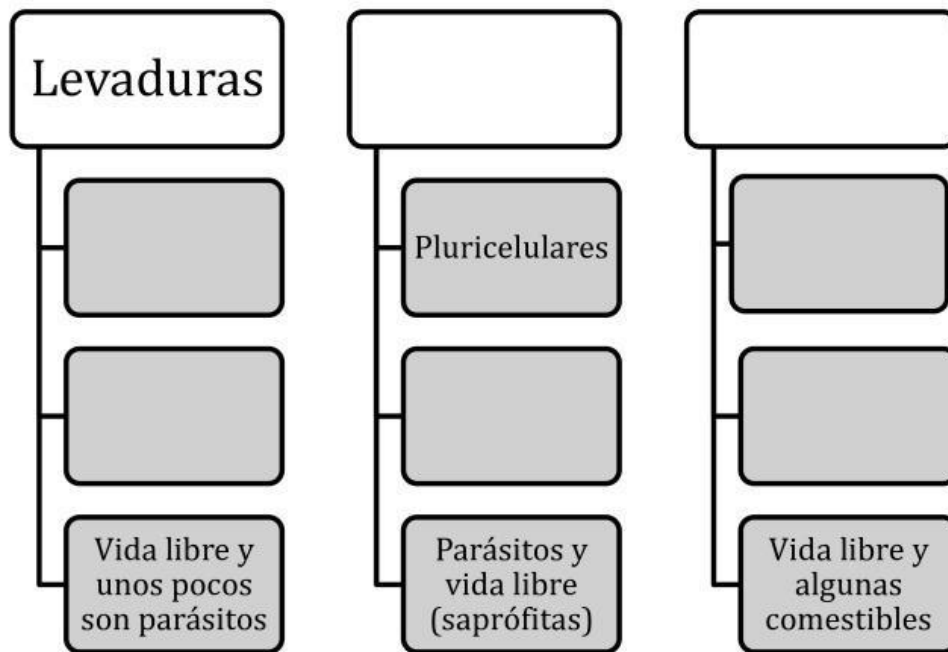 Levaduras
Pluricelulares
Vida libre y
unos pocos
son parásitos
Parásitos y
vida libre
(saprófitas)
Vida libre y
algunas
comestibles